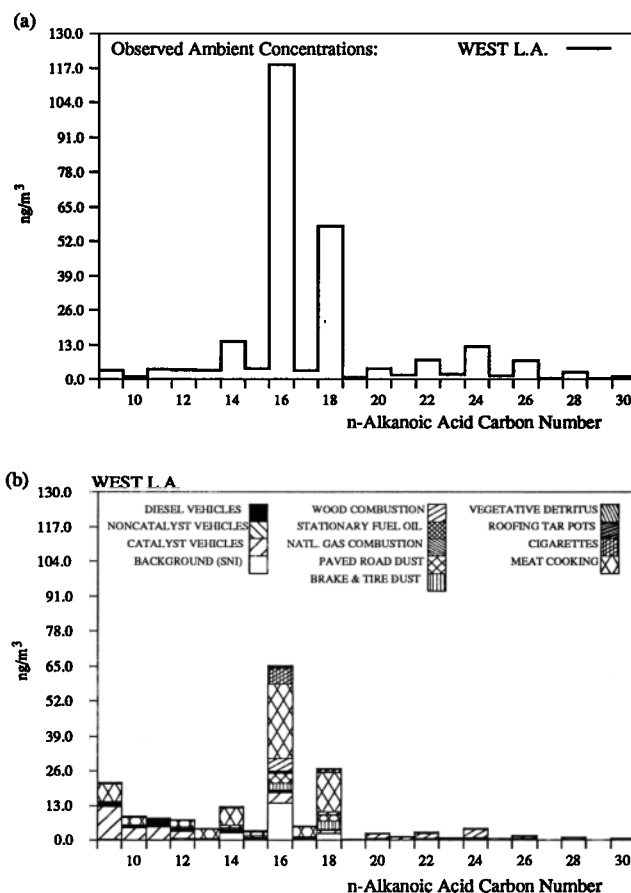 (a)
130.0
117.0
104.0
91.0
78.0
65.0
52.0
39.0
26.0
13.0
0.0
ng/m³
Observed Ambient Concentrations: WEST L.A.
10 12 14 16 18 20 22 24 26 28 30
n-Alkanoic Acid Carbon Number
(b) WEST L.A.
130.0
117.0
104.0
91.0
78.0
65.0
52.0
39.0
26.0
13.0
0.0
ng/m³
DIESEL VEHICLES
NONCATALYST VEHICLES
CATALYST VEHICLES
BACKGROUND (SNI)
WOOD COMBUSTION
STATIONARY FUEL OIL
NATL. GAS COMBUSTION
PAVED ROAD DUST
BRAKE & TIRE DUST
VEGETATIVE DETRITUS
ROOFING TAR POTS
CIGARETTES
MEAT COOKING
10 12 14 16 18 20 22 24 26 28 30
n-Alkanoic Acid Carbon Number